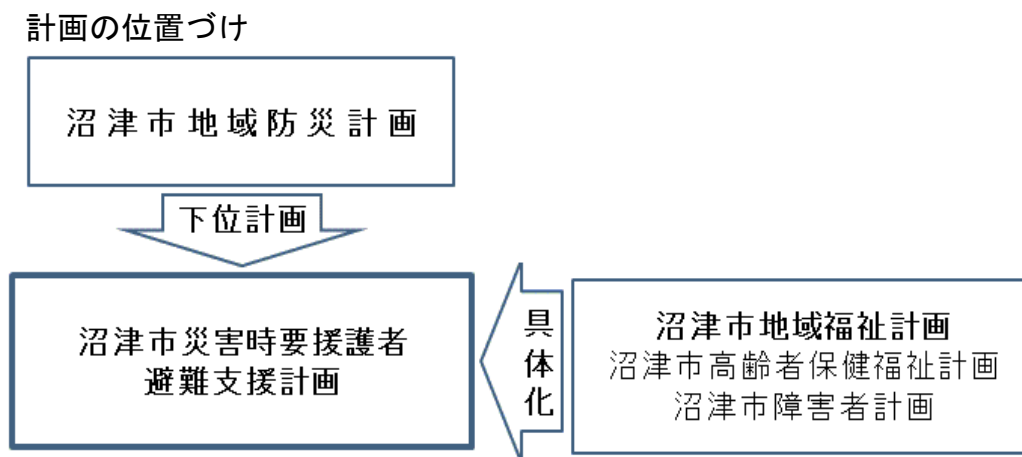 計画の位置づけ
沼津市地域防災計画
下位計画
沼津市災害時要援護者
避難支援計画
具体化
沼津市地域福祉計画
沼津市高齢者保健福祉計画
沼津市障害者計画